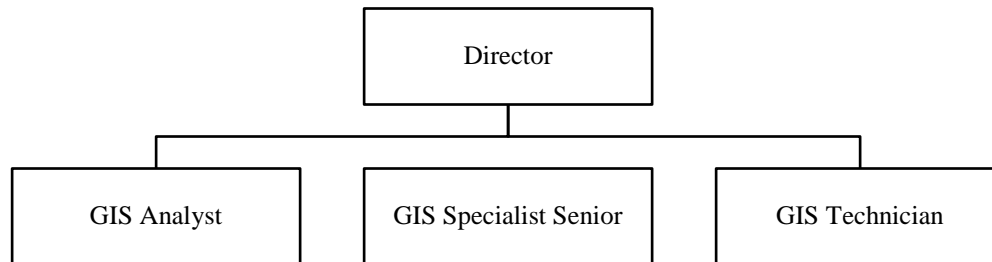 Director
GIS Analyst
GIS Specialist Senior
GIS Technician